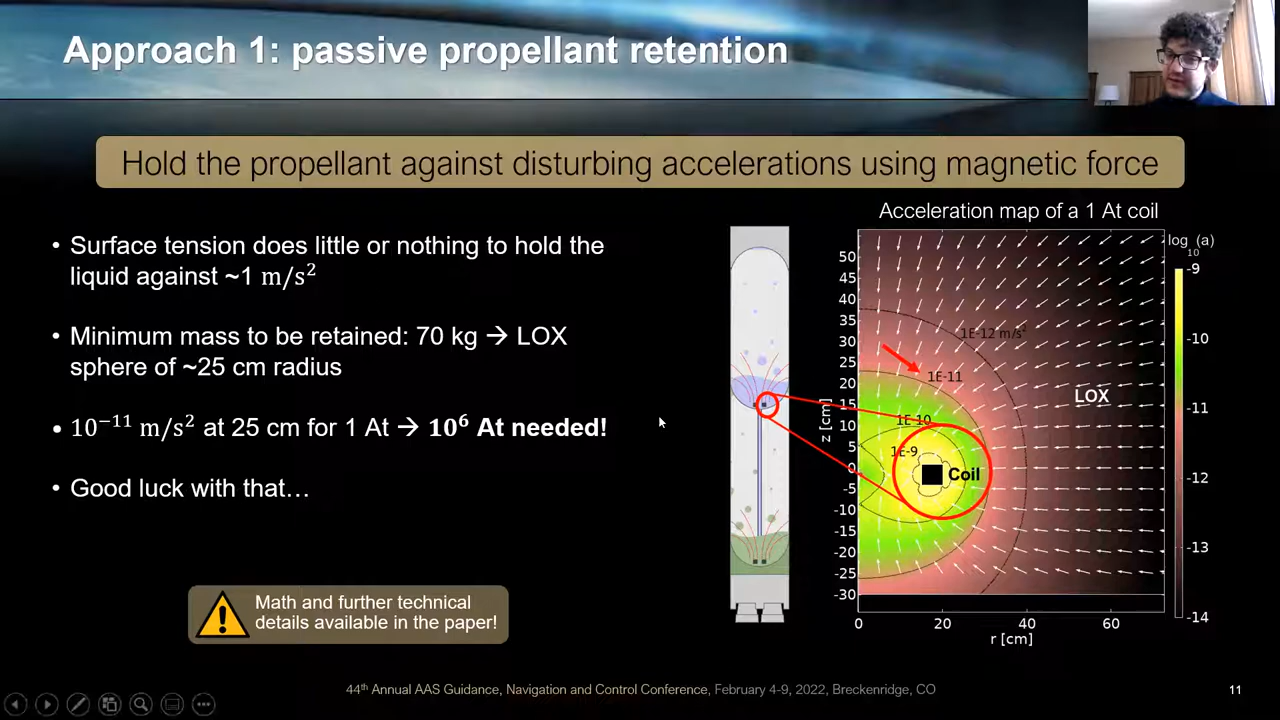 Approach 1: passive propellant retention
Hold the propellant against disturbing accelerations using magnetic force
• Surface tension does little or nothing to hold the
liquid against ~1 m/s²
• Minimum mass to be retained: 70 kg → LOX
sphere of ~25 cm radius
• 10⁻¹¹ m/s² at 25 cm for 1 At → 10⁶ At needed!
• Good luck with that…
Math and further technical
details available in the paper!
Acceleration map of a 1 At coil
log₁₀(a)
-9
-10
-11
-12
-13
-14
z [cm]
50
45
40
35
30
25
20
15
10
5
0
-5
-10
-15
-20
-25
-30
1E-12 m/s²
1E-11
1E-10
1E-9
LOX
Coil
0 20 40 60
r [cm]
44th Annual AAS Guidance, Navigation and Control Conference, February 4-9, 2022, Breckenridge, CO
11